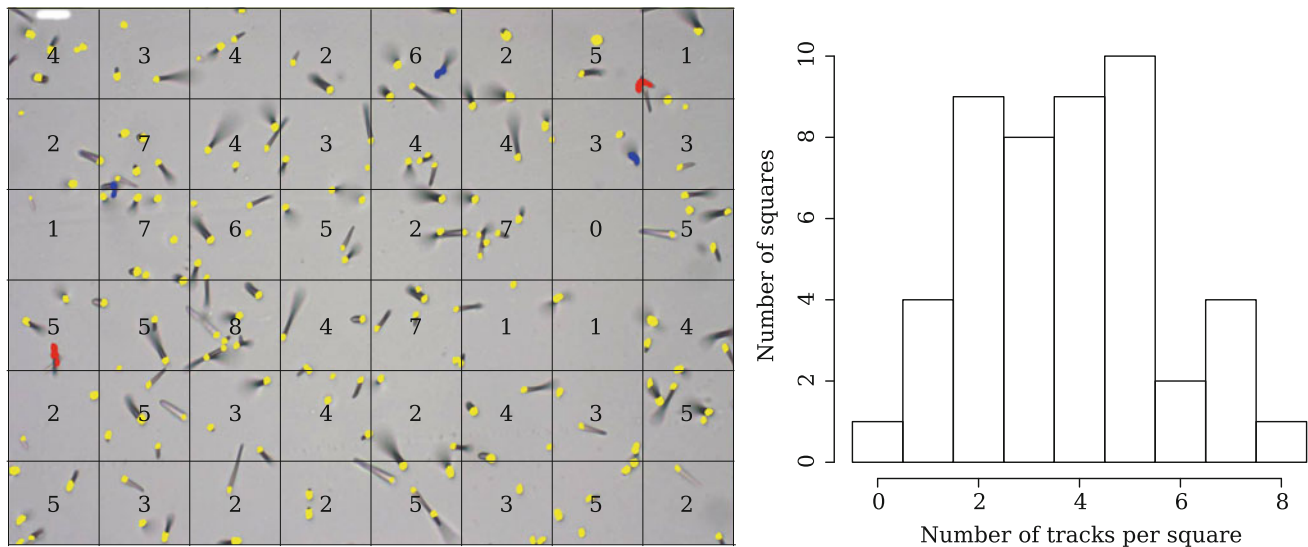 4 3 4 2 6 2 5 1
2 7 4 3 4 4 3 3
1 7 6 5 2 7 0 5
5 5 8 4 7 1 1 4
2 5 3 4 2 4 3 5
5 3 2 2 5 3 5 2
10
8
6
4
2
0
Number of squares
0 2 4 6 8
Number of tracks per square